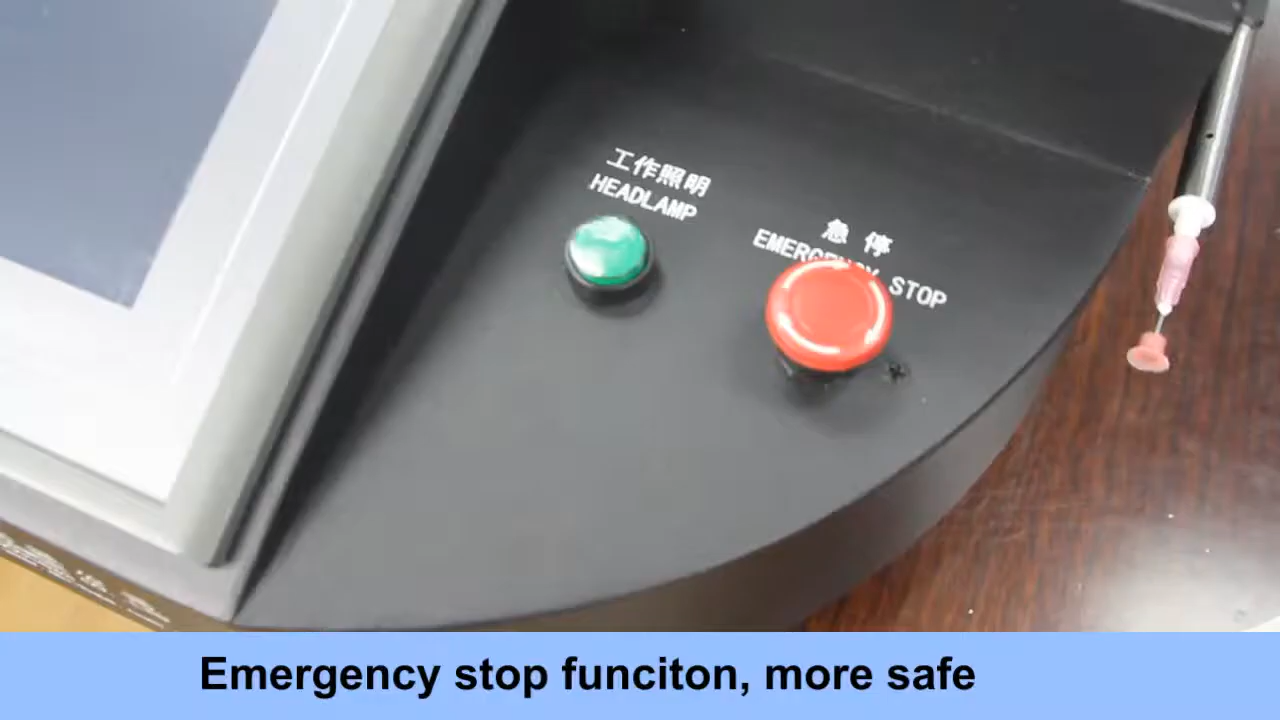 工作照明
HEADLAMP
急 停
EMERGENCY STOP
Emergency stop funciton, more safe